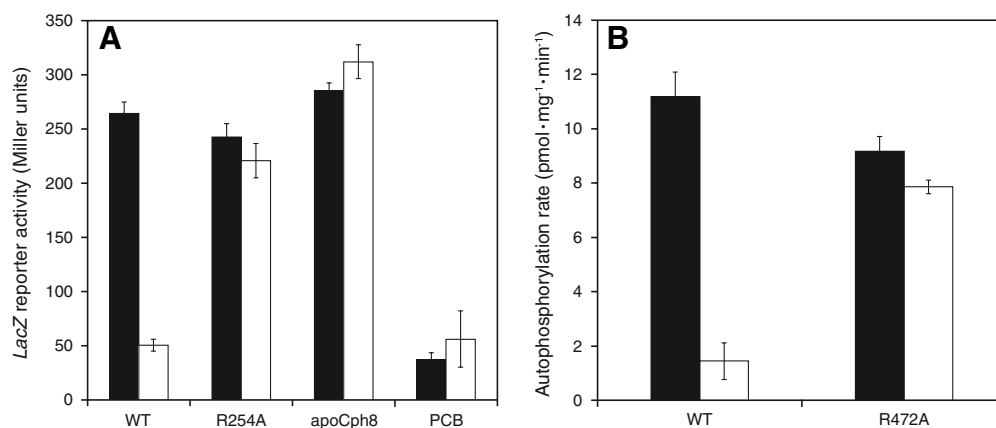 A
LacZ reporter activity (Miller units)
350
300
250
200
150
100
50
0
WT R254A apoCph8 PCB
B
Autophosphorylation rate (pmol·mg⁻¹·min⁻¹)
14
12
10
8
6
4
2
0
WT R472A